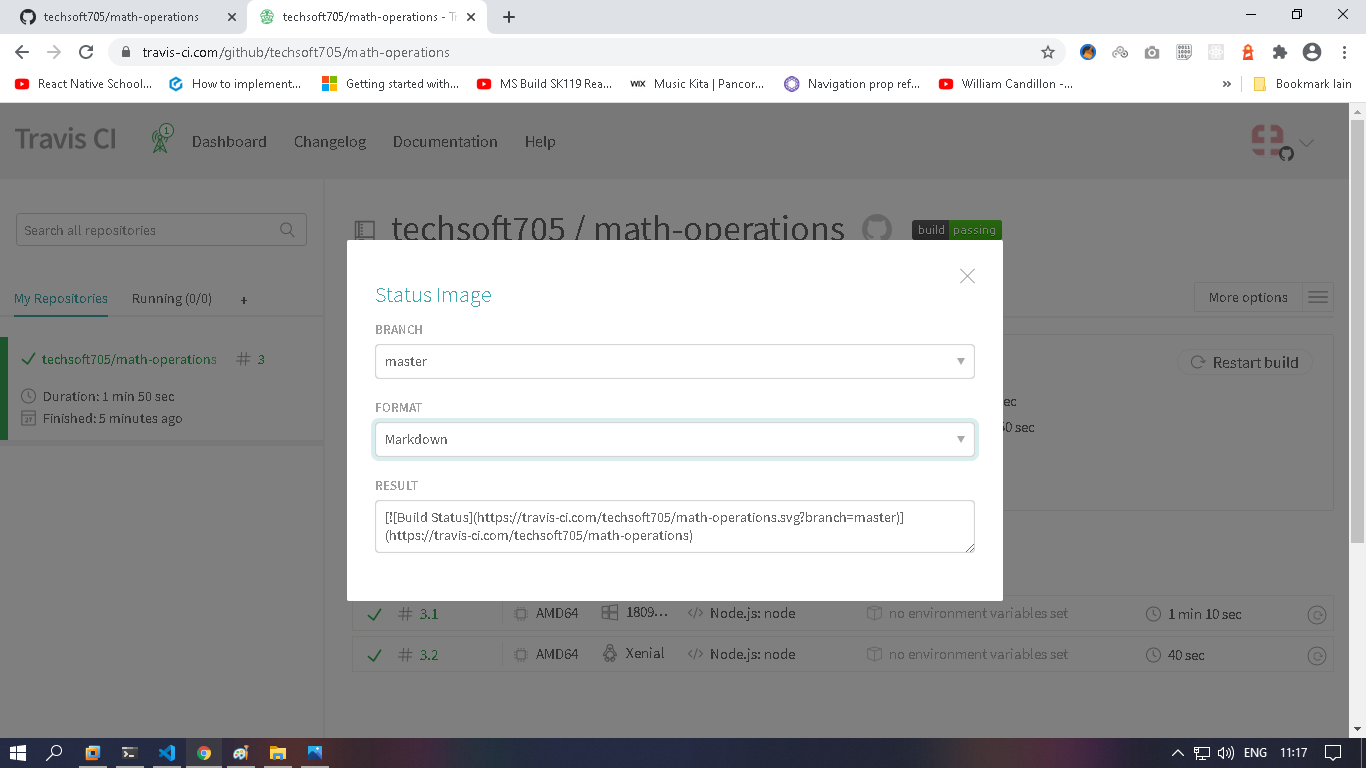 techsoft705/math-operations
techsoft705/math-operations - Tr
travis-ci.com/github/techsoft705/math-operations
React Native School...
How to implement...
Getting started with...
MS Build SK119 Rea...
WIX Music Kita | Pancor...
Navigation prop ref...
William Candillon -...
»
Bookmark lain
Travis CI
1
Dashboard
Changelog
Documentation
Help
Search all repositories
techsoft705 / math-operations
build passing
My Repositories
Running (0/0)
+
More options
techsoft705/math-operations
# 3
Duration: 1 min 50 sec
Finished: 5 minutes ago
Restart build
Status Image
BRANCH
master
FORMAT
Markdown
RESULT
[![Build Status](https://travis-ci.com/techsoft705/math-operations.svg?branch=master)]
(https://travis-ci.com/techsoft705/math-operations)
# 3.1
AMD64
1809...
</> Node.js: node
no environment variables set
1 min 10 sec
# 3.2
AMD64
Xenial
</> Node.js: node
no environment variables set
40 sec
ENG
11:17